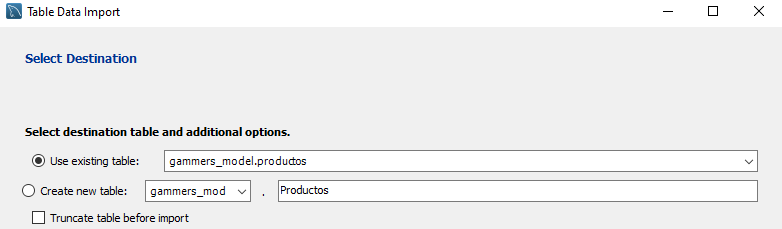 Table Data Import
Select Destination
Select destination table and additional options.
Use existing table: gammers_model.productos
Create new table: gammers_mod . Productos
Truncate table before import